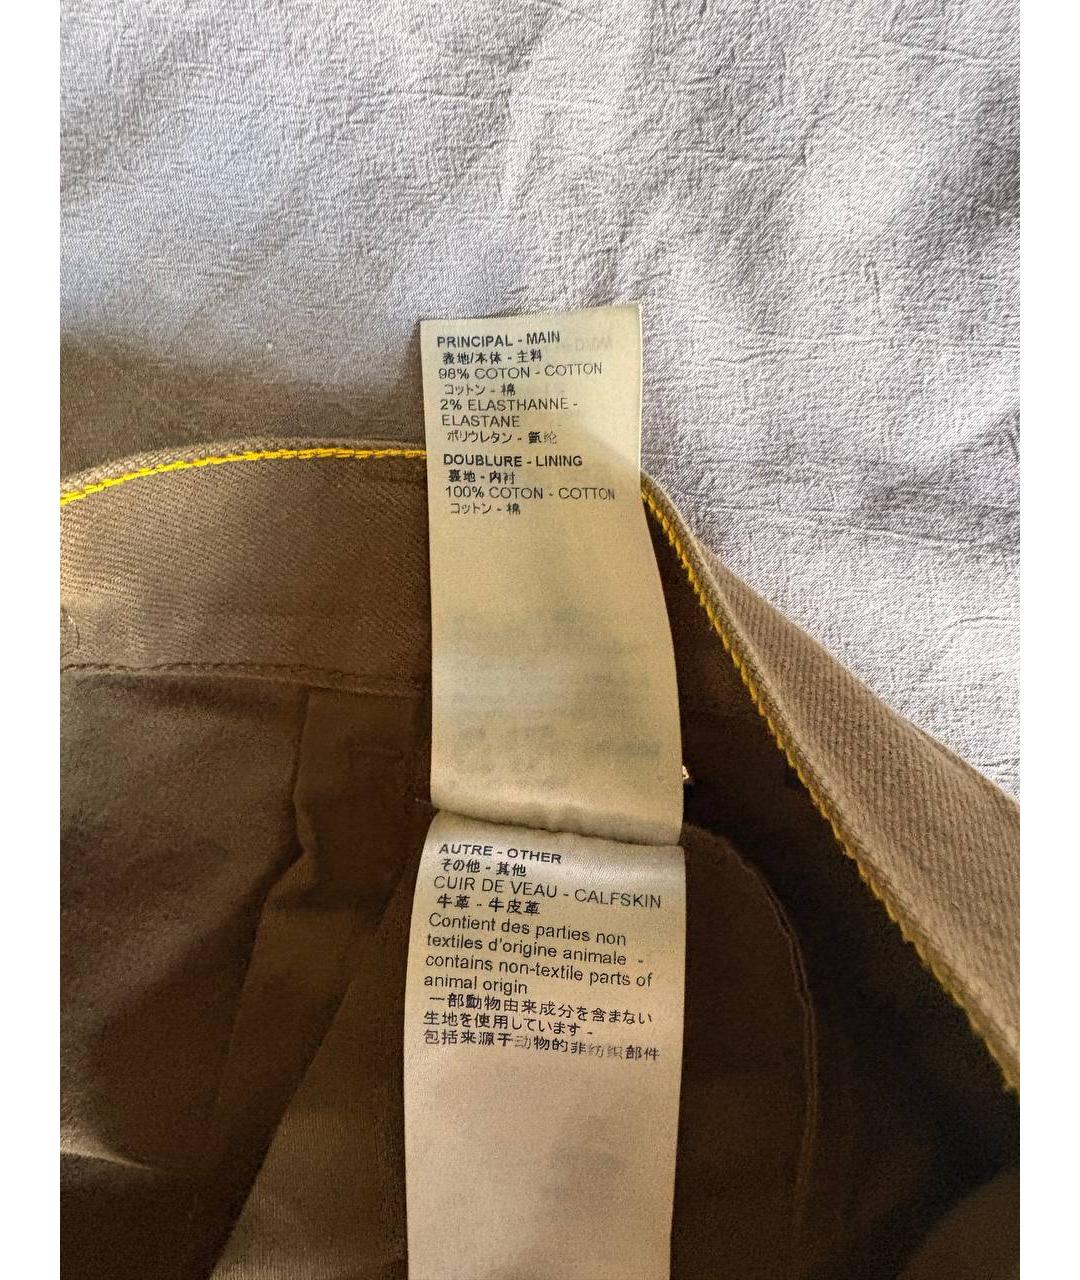 PRINCIPAL - MAIN
表地/本体 - 主料
98% COTON - COTTON
コットン - 棉
2% ELASTHANNE -
ELASTANE
ポリウレタン - 氨纶
DOUBLURE - LINING
裏地 - 内衬
100% COTON - COTTON
コットン - 棉
AUTRE - OTHER
その他 - 其他
CUIR DE VEAU - CALFSKIN
牛革 - 牛皮革
Contient des parties non
textiles d'origine animale -
contains non-textile parts of
animal origin
一部動物由来成分を含まない
生地を使用しています -
包括来源于动物的非纺织部件